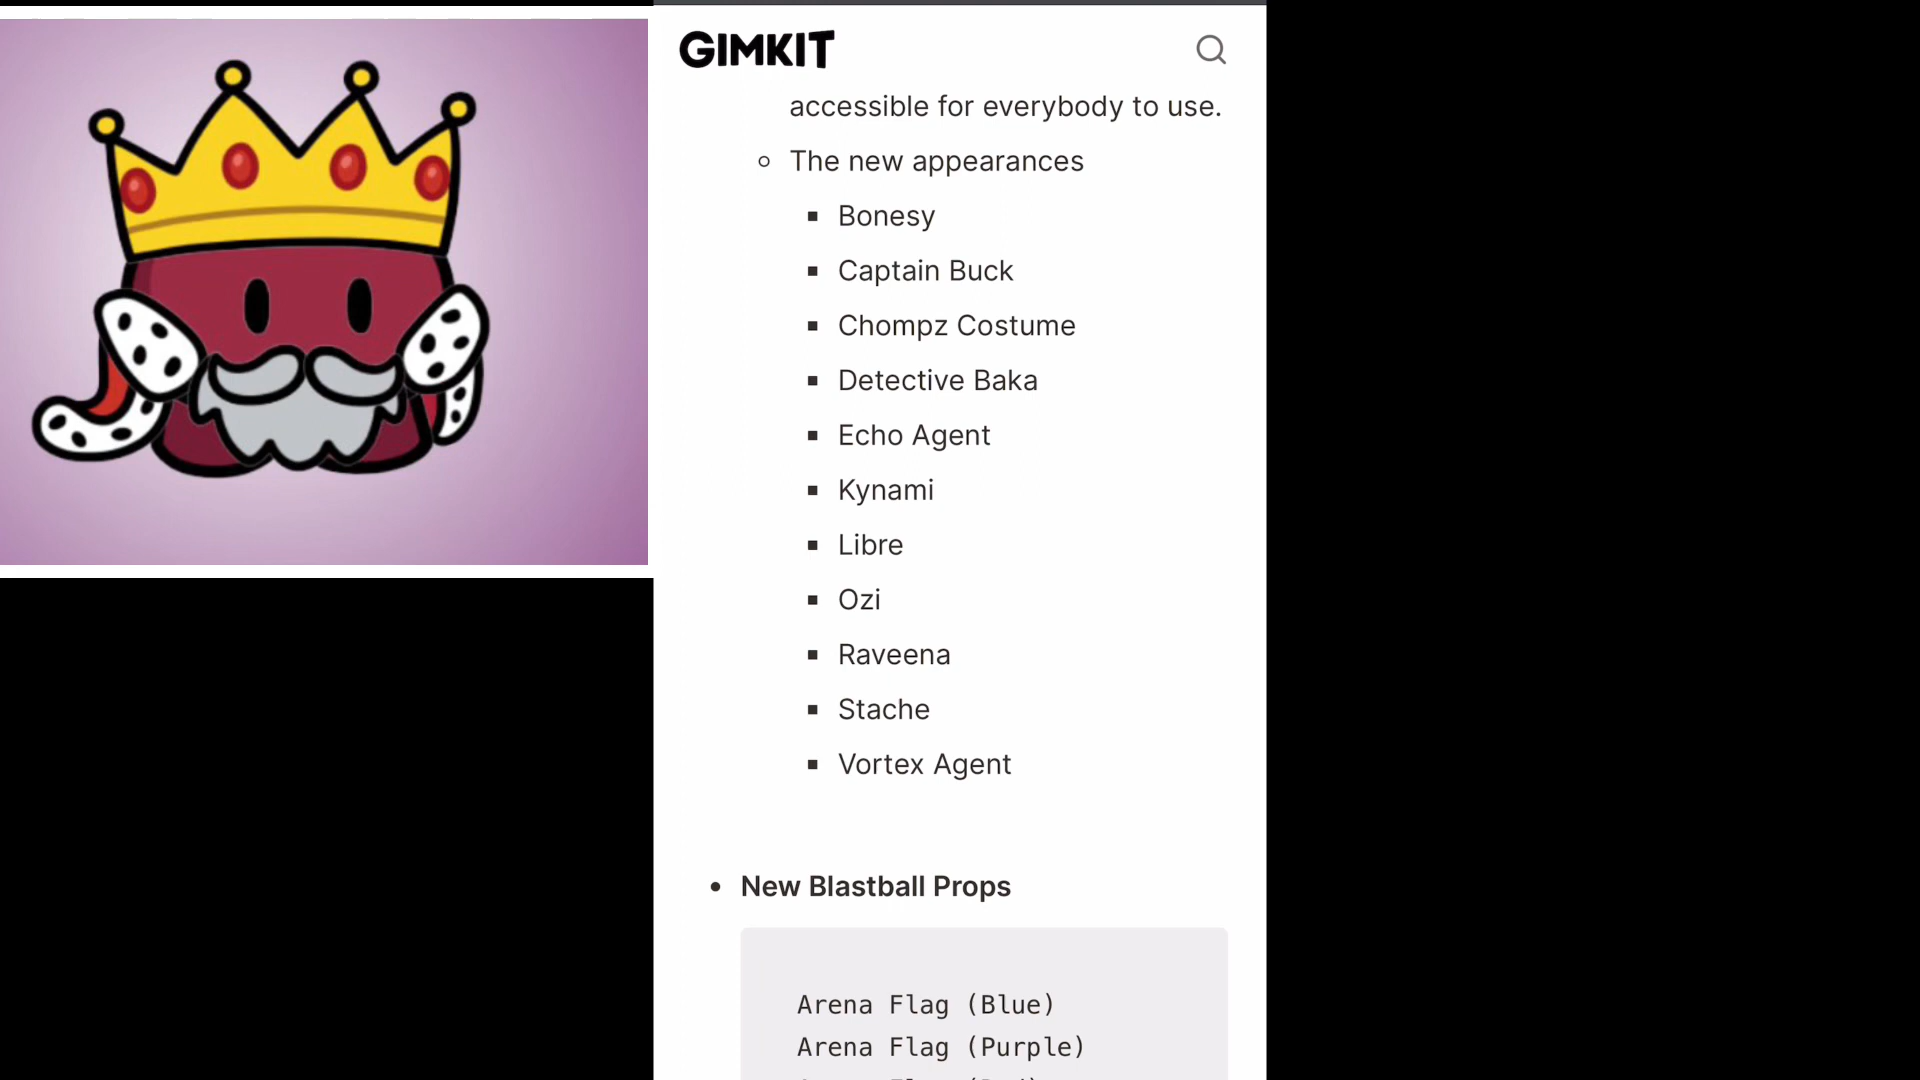 GIMKIT
accessible for everybody to use.
The new appearances
Bonesy
Captain Buck
Chompz Costume
Detective Baka
Echo Agent
Kynami
Libre
Ozi
Raveena
Stache
Vortex Agent
New Blastball Props
Arena Flag (Blue)
Arena Flag (Purple)